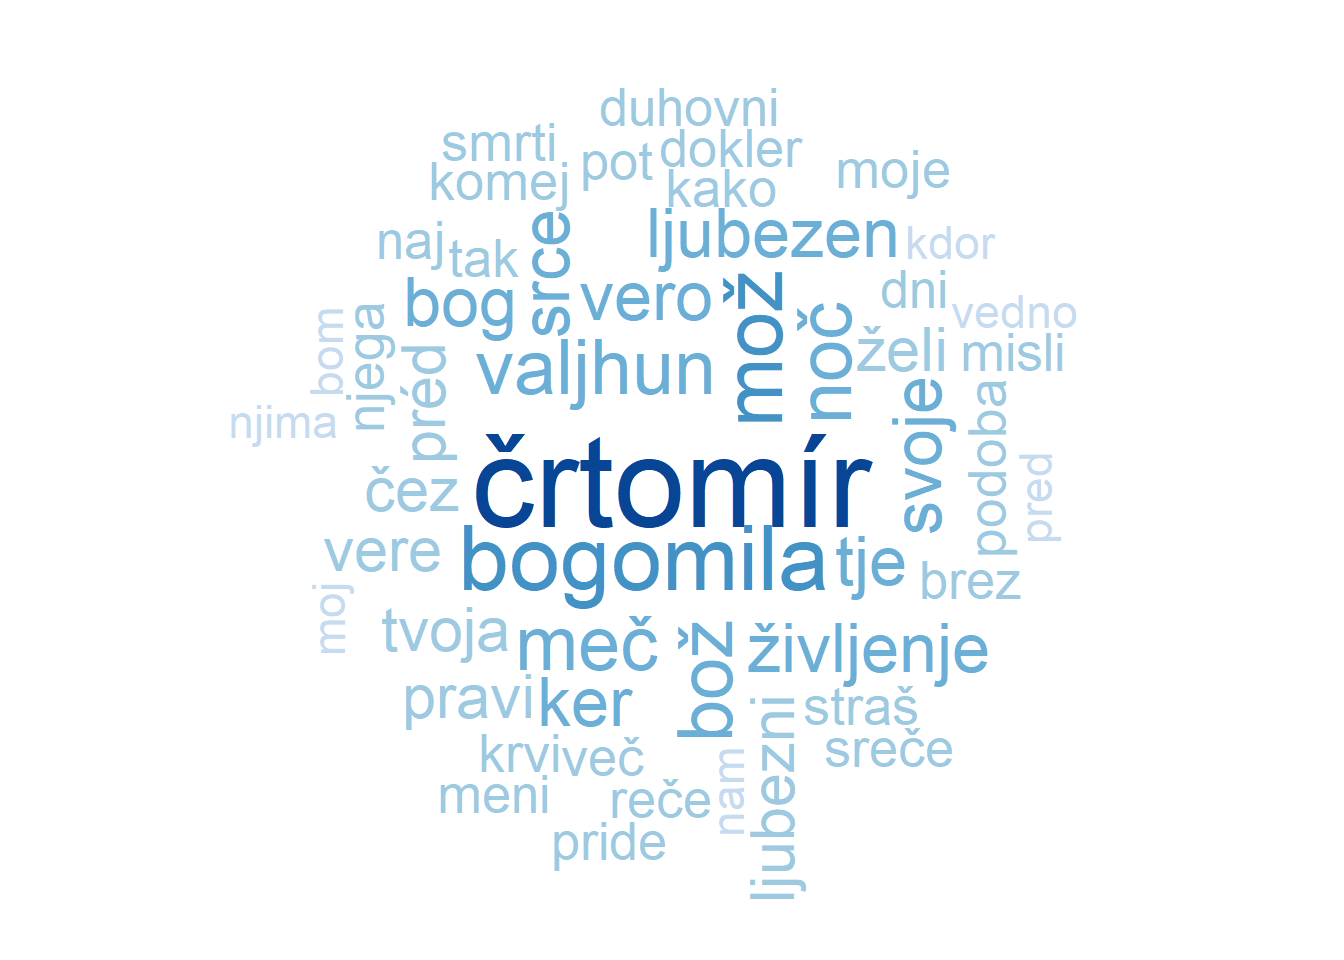 duhovni
smrti
pot
dokler
komej
kako
moje
naj
tak
srce
ljubezen
kdor
bog
vero
mož
noč
dni
vedno
bom
njega
préd
valjhun
želi
misli
njima
čez
črtomír
svoje
podoba
pred
vere
bogomila
tje
brez
moj
tvoja
meč
bož
življenje
pravi
ker
ljubezni
straš
krvi
več
nam
sreče
meni
reče
pride